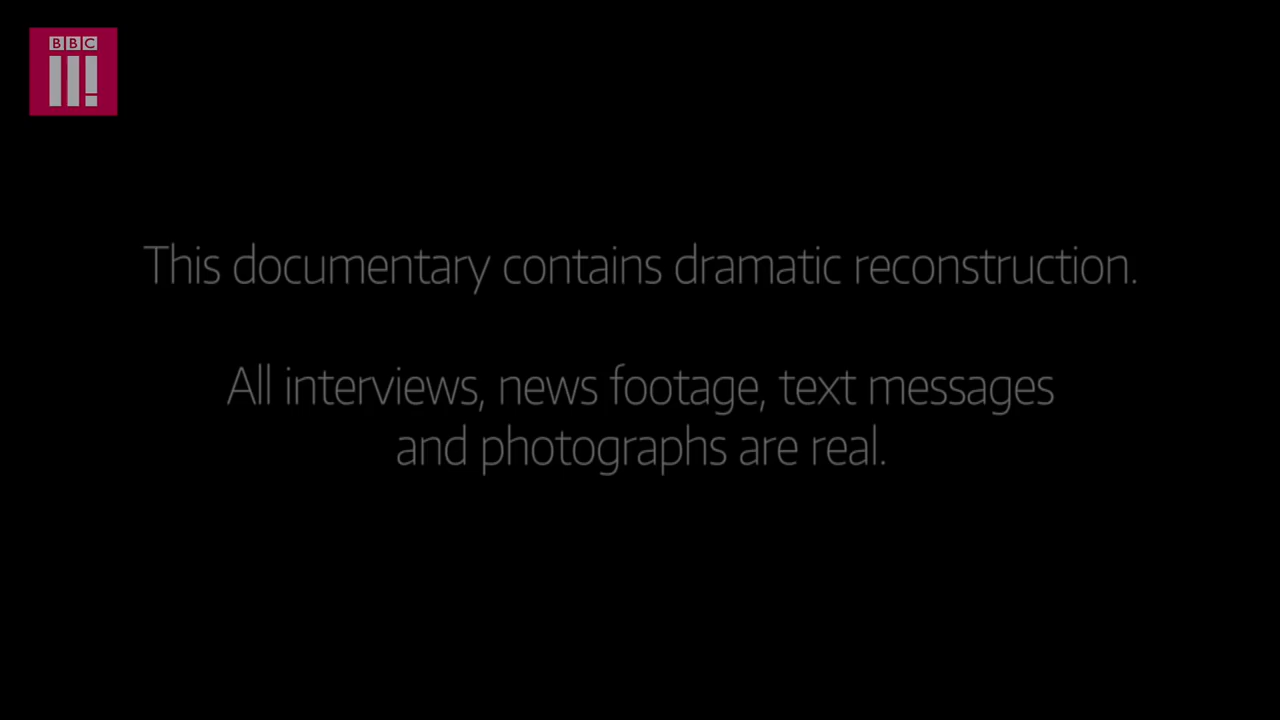 BBC
This documentary contains dramatic reconstruction.
All interviews, news footage, text messages
and photographs are real.